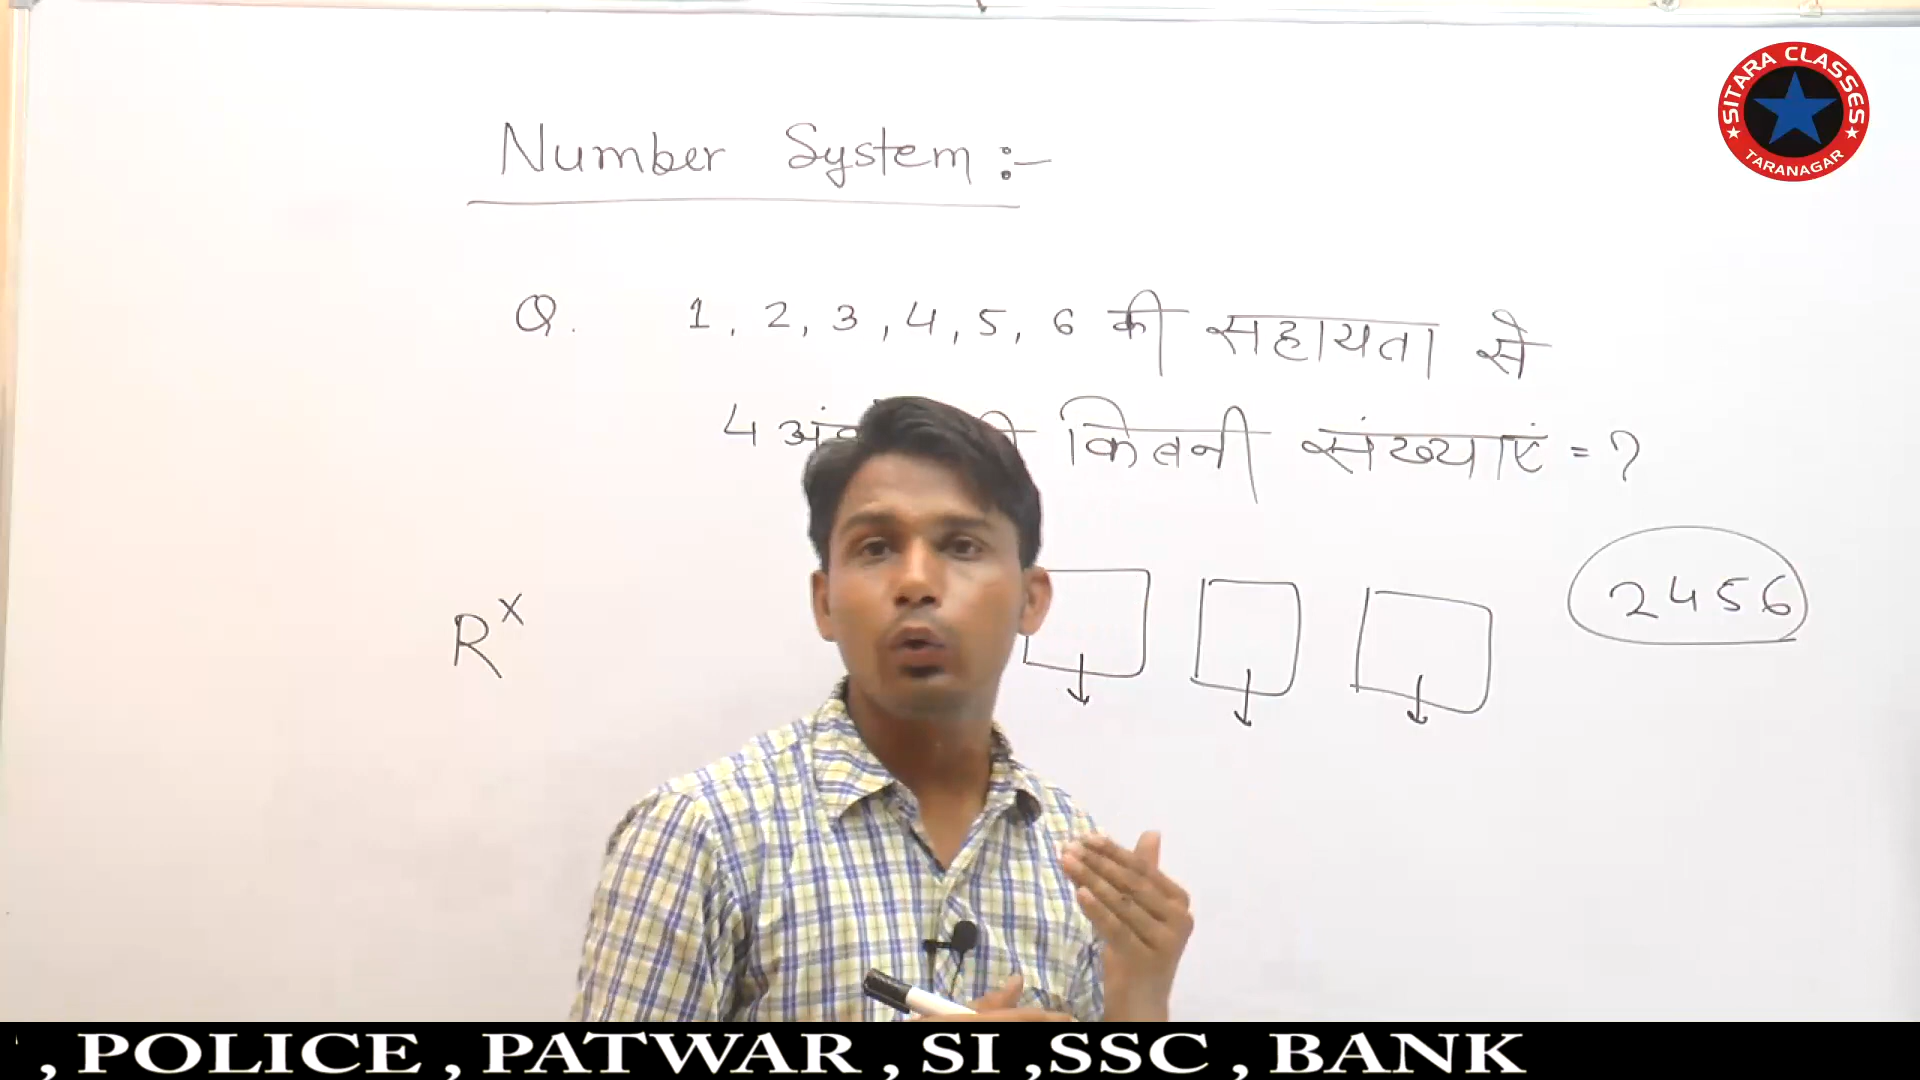 SITARA CLASSES
TARANAGAR
Number System :-
Q. 1, 2, 3, 4, 5, 6 की सहायता से
4 कितनी संख्याएं = ?
2456
R^x
, POLICE , PATWAR , SI ,SSC , BANK